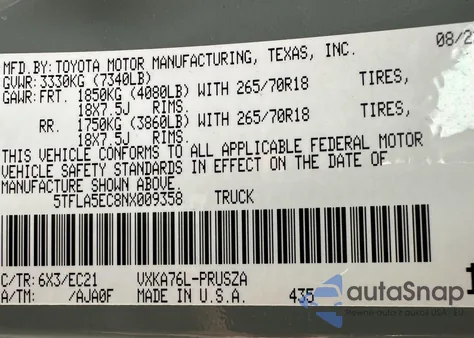 MFD.BY: TOYOTA MOTOR MANUFACTURING, TEXAS, INC. 08/2
GVWR: 3330KG (7340LB)
GAWR: FRT. 1850KG (4080LB) WITH 265/70R18 TIRES,
18X7.5J RIMS.
RR. 1750KG (3860LB) WITH 265/70R18 TIRES,
18X7.5J RIMS.
THIS VEHICLE CONFORMS TO ALL APPLICABLE FEDERAL MOTOR
VEHICLE SAFETY STANDARDS IN EFFECT ON THE DATE OF
MANUFACTURE SHOWN ABOVE.
5TFLA5EC8NX009358 TRUCK
C/TR: 6X3/EC21 VXKA76L-PRUSZA
A/TM: /AJA0F MADE IN U.S.A. 435
autoSnap